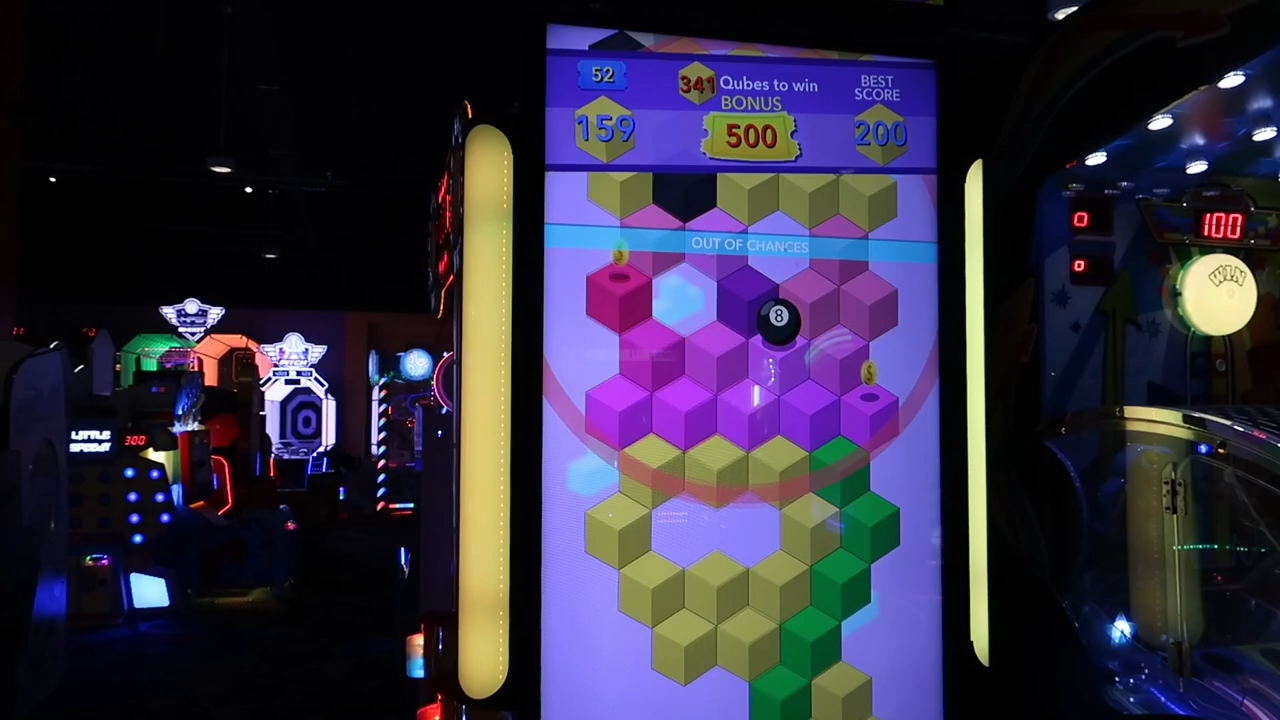 52
341 Qubes to win
BONUS
BEST
SCORE
159
500
200
OUT OF CHANCES
8
$
$
0
0
100
WIN
LITTLE
300